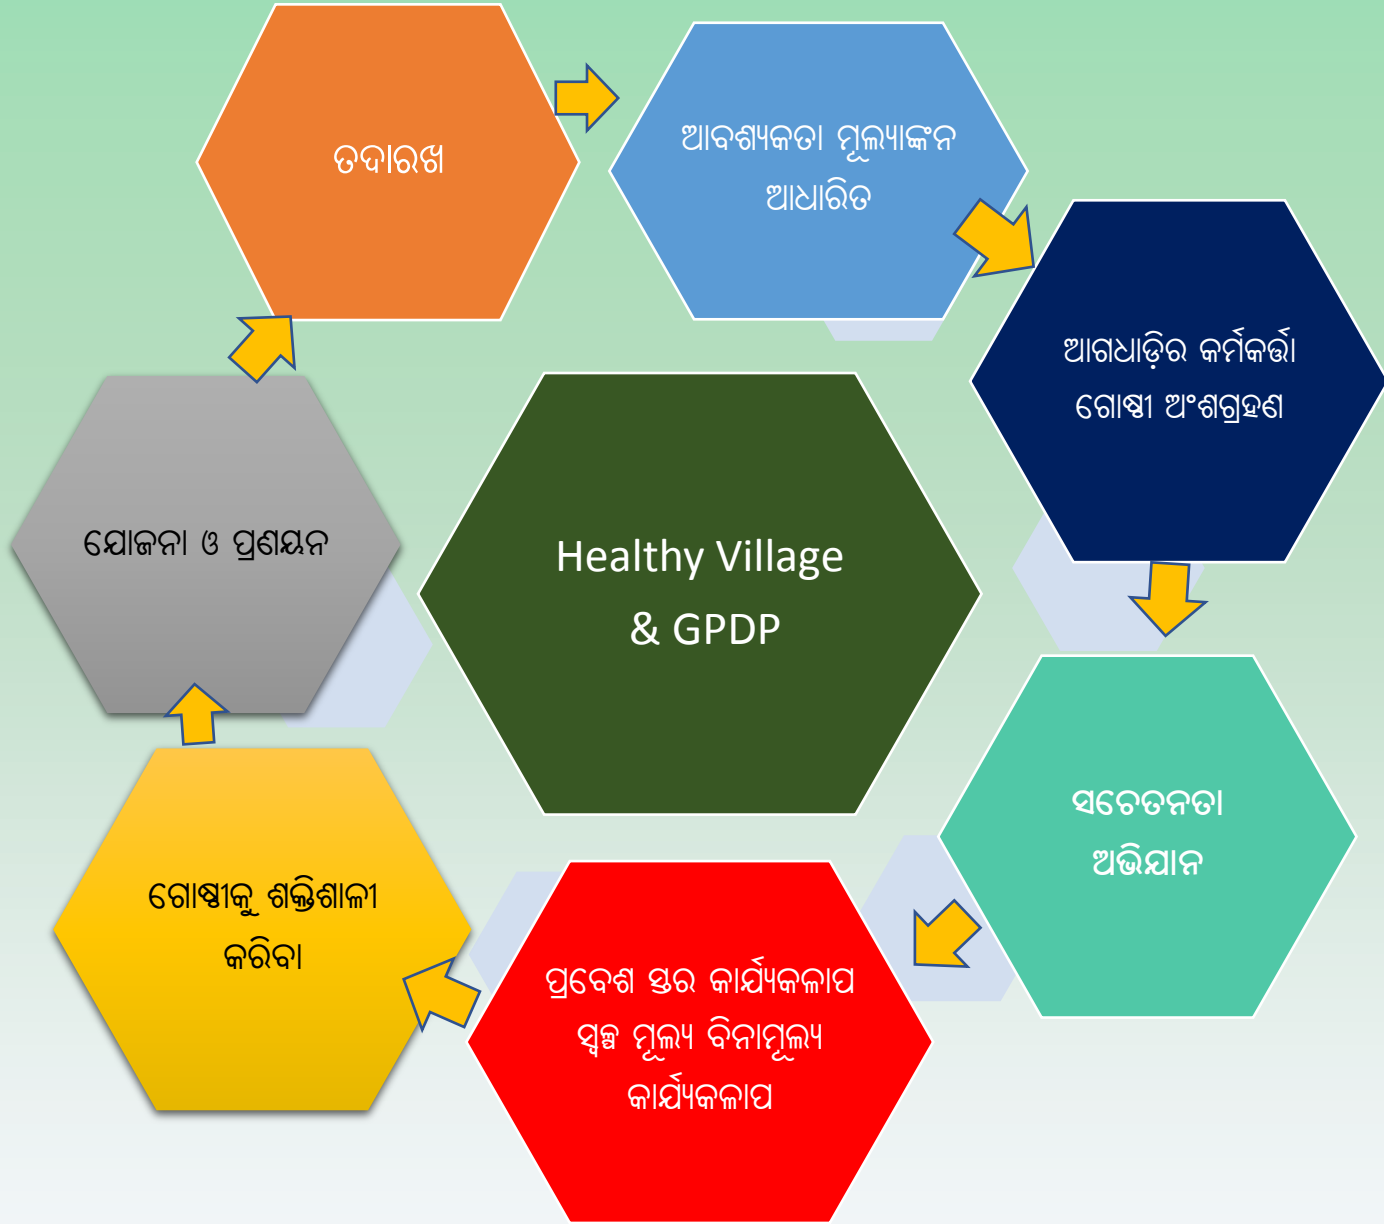 ତଦାରଖ
ଆବଶ୍ୟକତା ମୂଲ୍ୟାଙ୍କନ
ଆଧାରିତ
ଆଗଧାଡ଼ିର କର୍ମକର୍ତ୍ତା
ଗୋଷ୍ଠୀ ଅଂଶଗ୍ରହଣ
ସଚେତନତା
ଅଭିଯାନ
ପ୍ରବେଶ ସ୍ତର କାର୍ଯ୍ୟକଳାପ
ସ୍ୱଳ୍ପ ମୂଲ୍ୟ ବିନାମୂଲ୍ୟ
କାର୍ଯ୍ୟକଳାପ
ଗୋଷ୍ଠୀକୁ ଶକ୍ତିଶାଳୀ
କରିବା
ଯୋଜନା ଓ ପ୍ରଣୟନ
Healthy Village
& GPDP